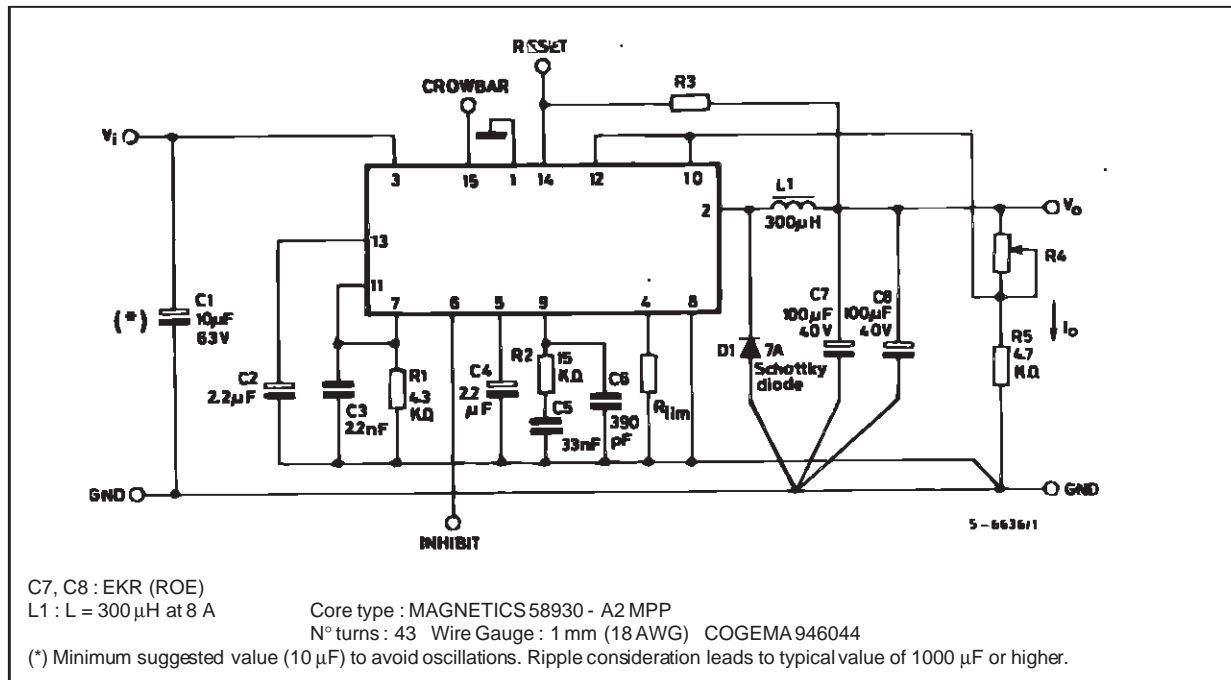 RESET
R3
CROWBAR
Vi
3
15
1
14
12
10
L1
2
300µH
Vo
13
R4
11
C1
10µF
63V
(*)
7
6
5
9
4
8
C7
100µF
40V
C8
100µF
40V
Io
R5
4.7
KΩ
D1
7A
Schottky
diode
C2
2.2µF
C3
2.2nF
R1
4.3
KΩ
C4
2.2
µF
R2
15
KΩ
C5
33nF
C6
390
pF
Rlim
GND
GND
INHIBIT
5-6636/1
C7, C8 : EKR (ROE)
L1 : L = 300 µH at 8 A Core type : MAGNETICS 58930 - A2 MPP
N° turns : 43 Wire Gauge : 1 mm (18 AWG) COGEMA 946044
(*) Minimum suggested value (10 µF) to avoid oscillations. Ripple consideration leads to typical value of 1000 µF or higher.